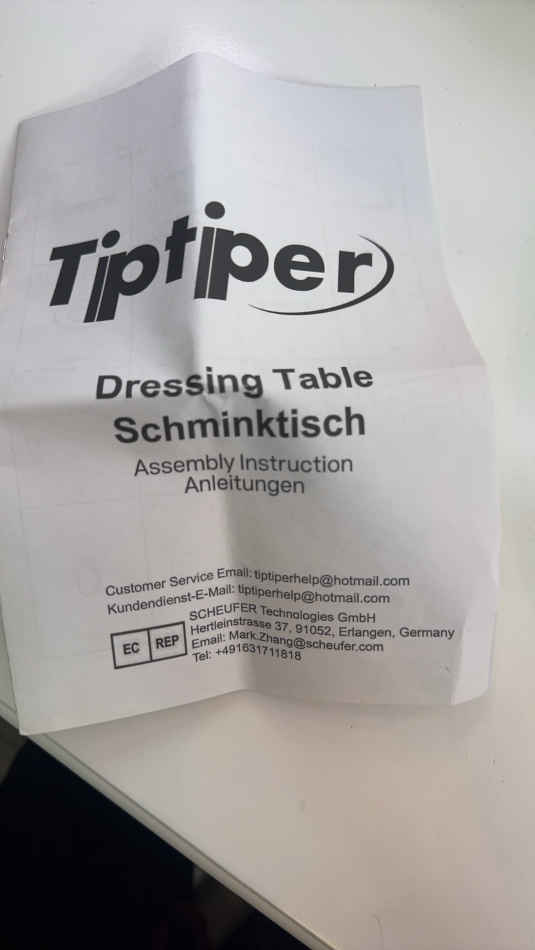 Tiptiper
Dressing Table
Schminktisch
Assembly Instruction
Anleitungen
Customer Service Email: tiptiperhelp@hotmail.com
Kundendienst-E-Mail: tiptiperhelp@hotmail.com
EC REP
SCHEUFER Technologies GmbH
Hertleinstrasse 37, 91052, Erlangen, Germany
Email: Mark.Zhang@scheufer.com
Tel: +491631711818